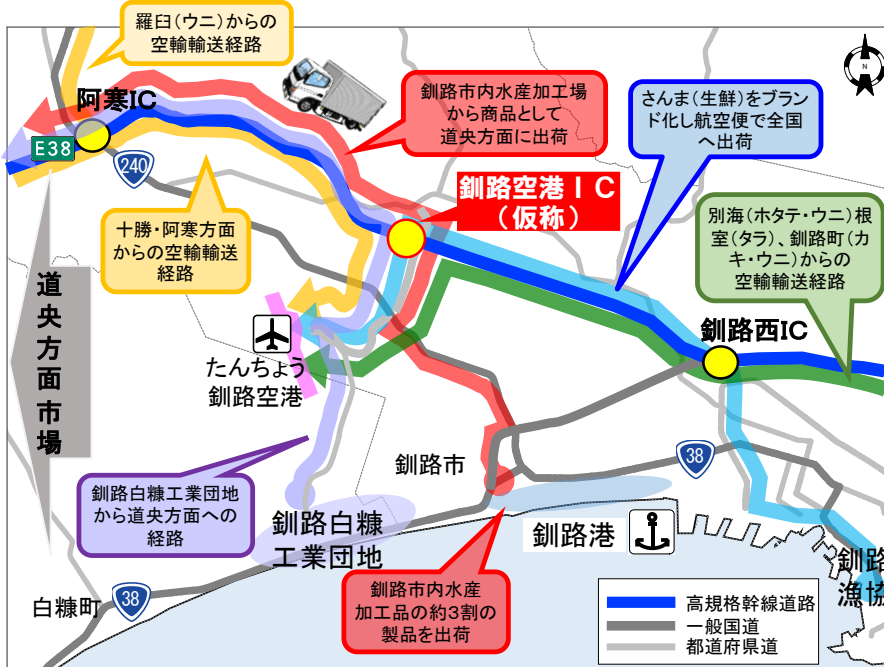 羅臼(ウニ)からの
空輸輸送経路
阿寒IC
E38
240
釧路市内水産加工場
から商品として
道央方面に出荷
さんま(生鮮)をブラン
ド化し航空便で全国
へ出荷
N
釧路空港IC
(仮称)
十勝・阿寒方面
からの空輸輸送
経路
別海(ホタテ・ウニ)根
室(タラ)、釧路町(カ
キ・ウニ)からの
空輸輸送経路
道央方面市場
たんちょう
釧路空港
釧路西IC
釧路市
38
釧路白糠工業団地
から道央方面への
経路
釧路白糠
工業団地
釧路港
釧路
漁協
白糠町
38
釧路市内水産
加工品の約3割の
製品を出荷
高規格幹線道路
一般国道
都道府県道